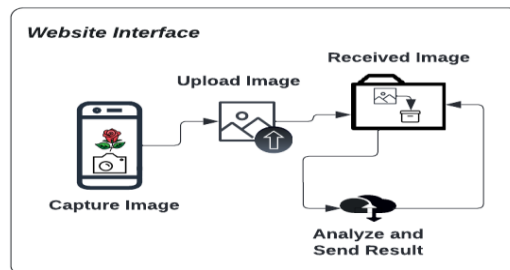 Website Interface
Received Image
Upload Image
Capture Image
Analyze and
Send Result